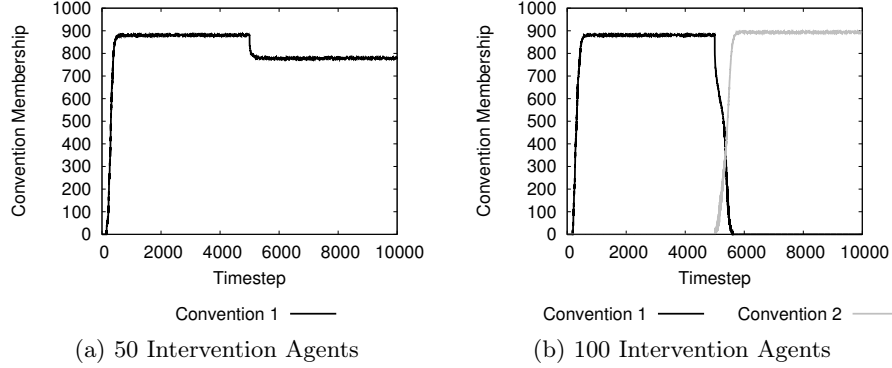 1000
900
800
700
600
500
400
300
200
100
0
Convention Membership
0 2000 4000 6000 8000 10000
Timestep
Convention 1
(a) 50 Intervention Agents
1000
900
800
700
600
500
400
300
200
100
0
Convention Membership
0 2000 4000 6000 8000 10000
Timestep
Convention 1 Convention 2
(b) 100 Intervention Agents